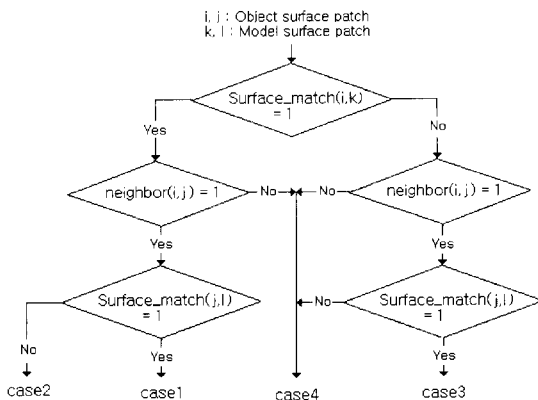 i, j : Object surface patch
k, l : Model surface patch
Surface_match(i,k)
= 1
Yes
No
neighbor(i, j) = 1
No
No
neighbor(i, j) = 1
Yes
Yes
Surface_match(j,l)
= 1
No
Surface_match(j,l)
= 1
No
Yes
Yes
case2
case1
case4
case3